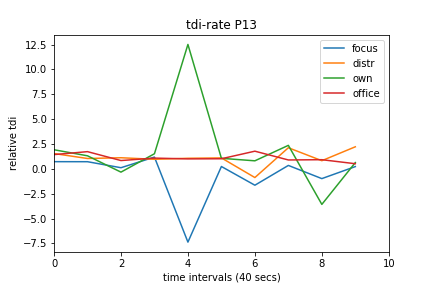 tdi-rate P13
focus
distr
own
office
12.5
10.0
7.5
5.0
2.5
0.0
−2.5
−5.0
−7.5
relative tdi
0 2 4 6 8 10
time intervals (40 secs)